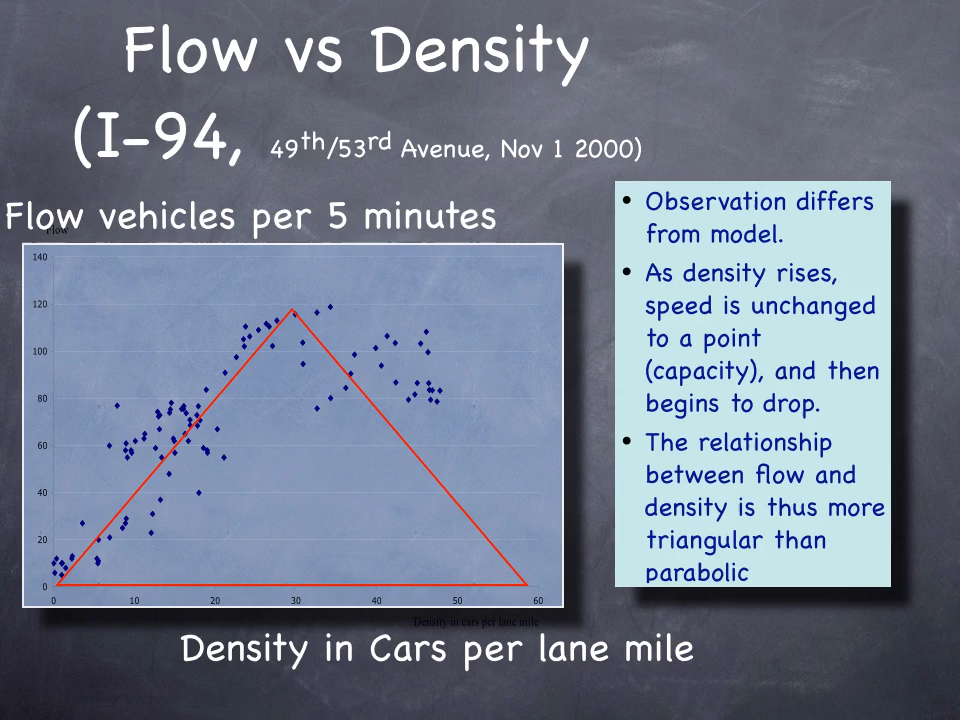 Flow vs Density
(I-94, 49th/53rd Avenue, Nov 1 2000)
Flow vehicles per 5 minutes
Flow
140
120
100
80
60
40
20
0
0 10 20 30 40 50 60
Density in cars per lane mile
Density in Cars per lane mile
• Observation differs
from model.
• As density rises,
speed is unchanged
to a point
(capacity), and then
begins to drop.
• The relationship
between flow and
density is thus more
triangular than
parabolic